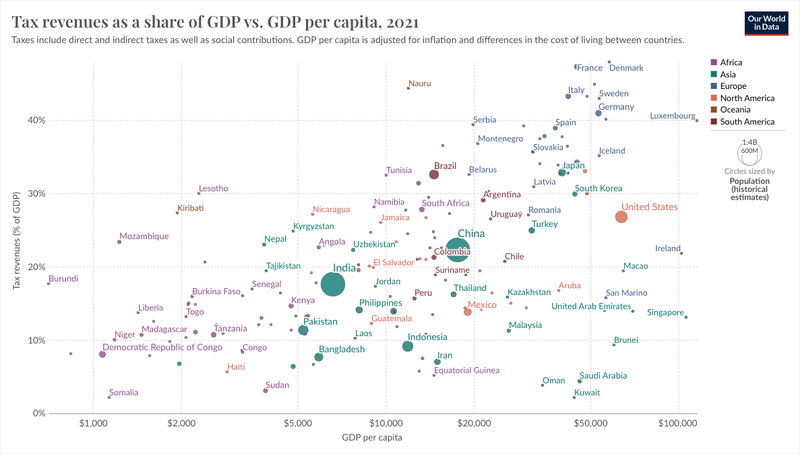 Tax revenues as a share of GDP vs. GDP per capita, 2021
Taxes include direct and indirect taxes as well as social contributions. GDP per capita is adjusted for inflation and differences in the cost of living between countries.
Our World
in Data
Tax revenues (% of GDP)
40%
30%
20%
10%
0%
$1,000
$2,000
$5,000
$10,000
$20,000
$50,000
$100,000
GDP per capita
France
Denmark
Nauru
Italy
Sweden
Germany
Luxembourg
Serbia
Spain
Montenegro
Slovakia
Iceland
Tunisia
Brazil
Belarus
Japan
Latvia
South Korea
Lesotho
Kiribati
Nicaragua
Namibia
South Africa
Argentina
Jamaica
Uruguay
Romania
United States
Kyrgyzstan
Turkey
Mozambique
Nepal
Angola
Uzbekistan
China
Colombia
Chile
Ireland
Tajikistan
India
El Salvador
Suriname
Macao
Burundi
Senegal
Jordan
Burkina Faso
Peru
Thailand
Kazakhstan
Aruba
San Marino
Liberia
Togo
Kenya
Philippines
Guatemala
Mexico
United Arab Emirates
Singapore
Niger
Madagascar
Tanzania
Pakistan
Laos
Malaysia
Democratic Republic of Congo
Congo
Bangladesh
Indonesia
Iran
Brunei
Haiti
Equatorial Guinea
Somalia
Sudan
Oman
Saudi Arabia
Kuwait
Africa
Asia
Europe
North America
Oceania
South America
1:4B
600M
Circles sized by
Population
(historical
estimates)